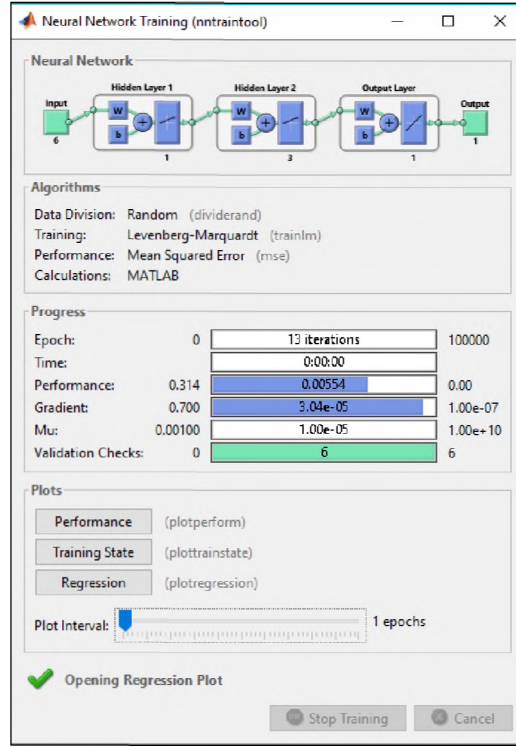 Neural Network Training (nntraintool)
Neural Network
Hidden Layer 1 Hidden Layer 2 Output Layer
Input Output
W W W
b b b
6 1
1 3 1
Algorithms
Data Division: Random (dividerand)
Training: Levenberg-Marquardt (trainlm)
Performance: Mean Squared Error (mse)
Calculations: MATLAB
Progress
Epoch: 0 13 iterations 100000
Time: 0:00:00
Performance: 0.314 0.00554 0.00
Gradient: 0.700 3.04e-05 1.00e-07
Mu: 0.00100 1.00e-05 1.00e+10
Validation Checks: 0 6 6
Plots
Performance (plotperform)
Training State (plottrainstate)
Regression (plotregression)
Plot Interval: 1 epochs
Opening Regression Plot
Stop Training Cancel